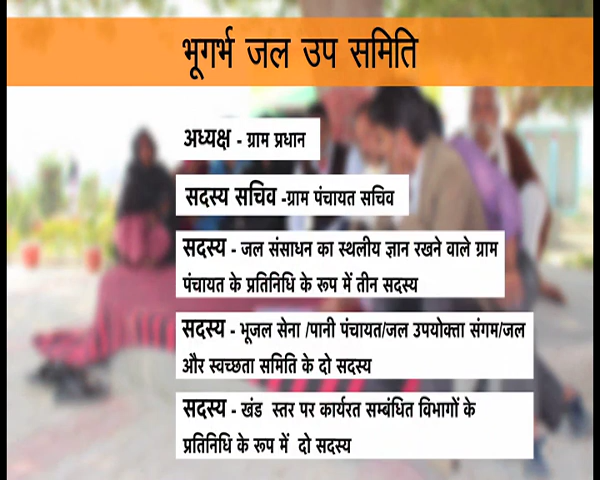 भूगर्भ जल उप समिति
अध्यक्ष - ग्राम प्रधान
सदस्य सचिव -ग्राम पंचायत सचिव
सदस्य - जल संसाधन का स्थलीय ज्ञान रखने वाले ग्राम
पंचायत के प्रतिनिधि के रूप में तीन सदस्य
सदस्य - भूजल सेना /पानी पंचायत/जल उपयोक्ता संगम/जल
और स्वच्छता समिति के दो सदस्य
सदस्य - खंड स्तर पर कार्यरत सम्बंधित विभागों के
प्रतिनिधि के रूप में दो सदस्य